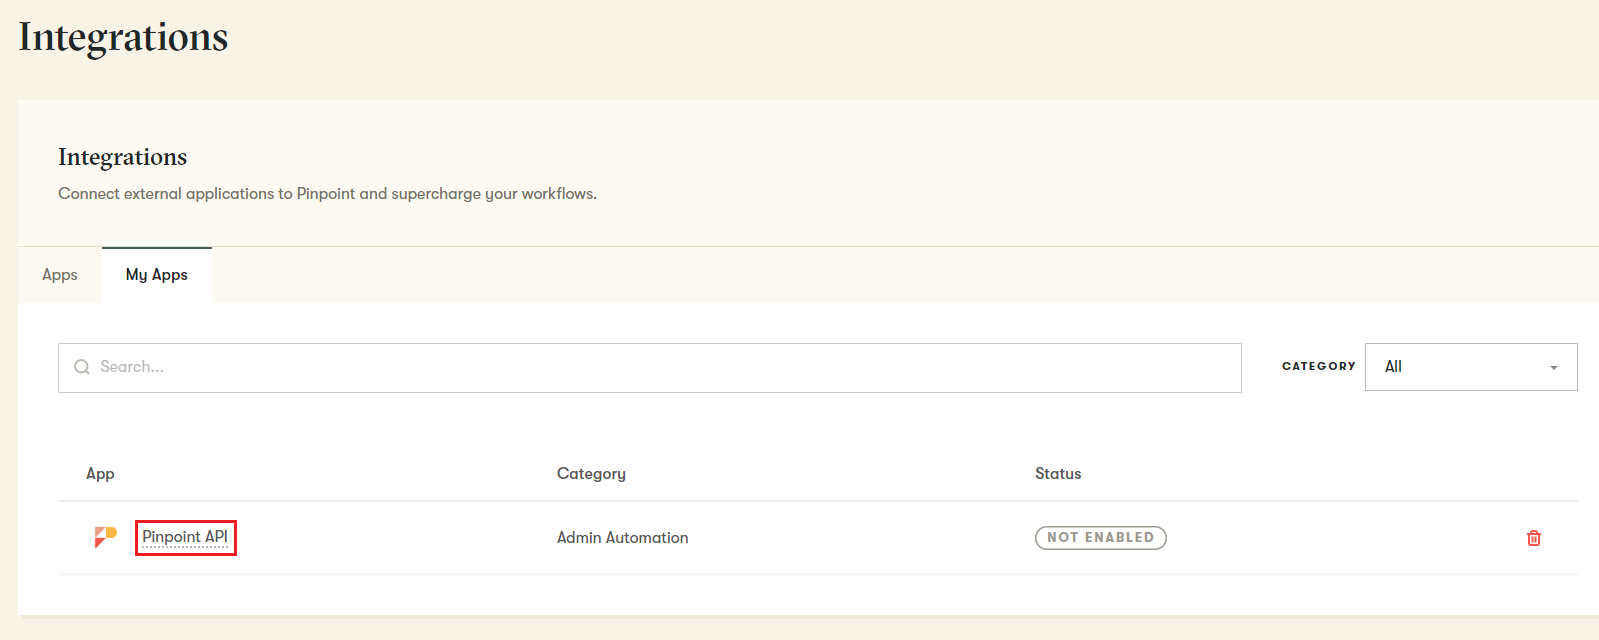 Integrations
Integrations
Connect external applications to Pinpoint and supercharge your workflows.
Apps My Apps
Search... CATEGORY All
App Category Status
Pinpoint API Admin Automation NOT ENABLED